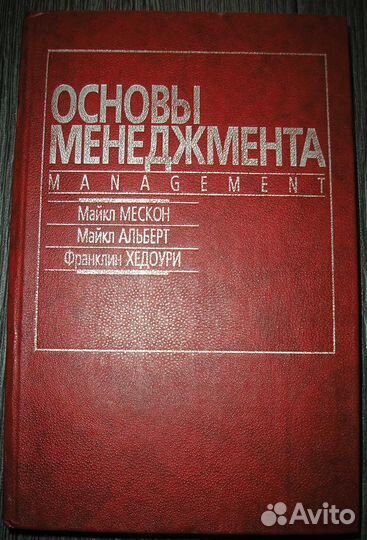 ОСНОВЫ
МЕНЕДЖМЕНТА
MANAGEMENT
Майкл МЕСКОН
Майкл АЛЬБЕРТ
Франклин ХЕДОУРИ
Avito